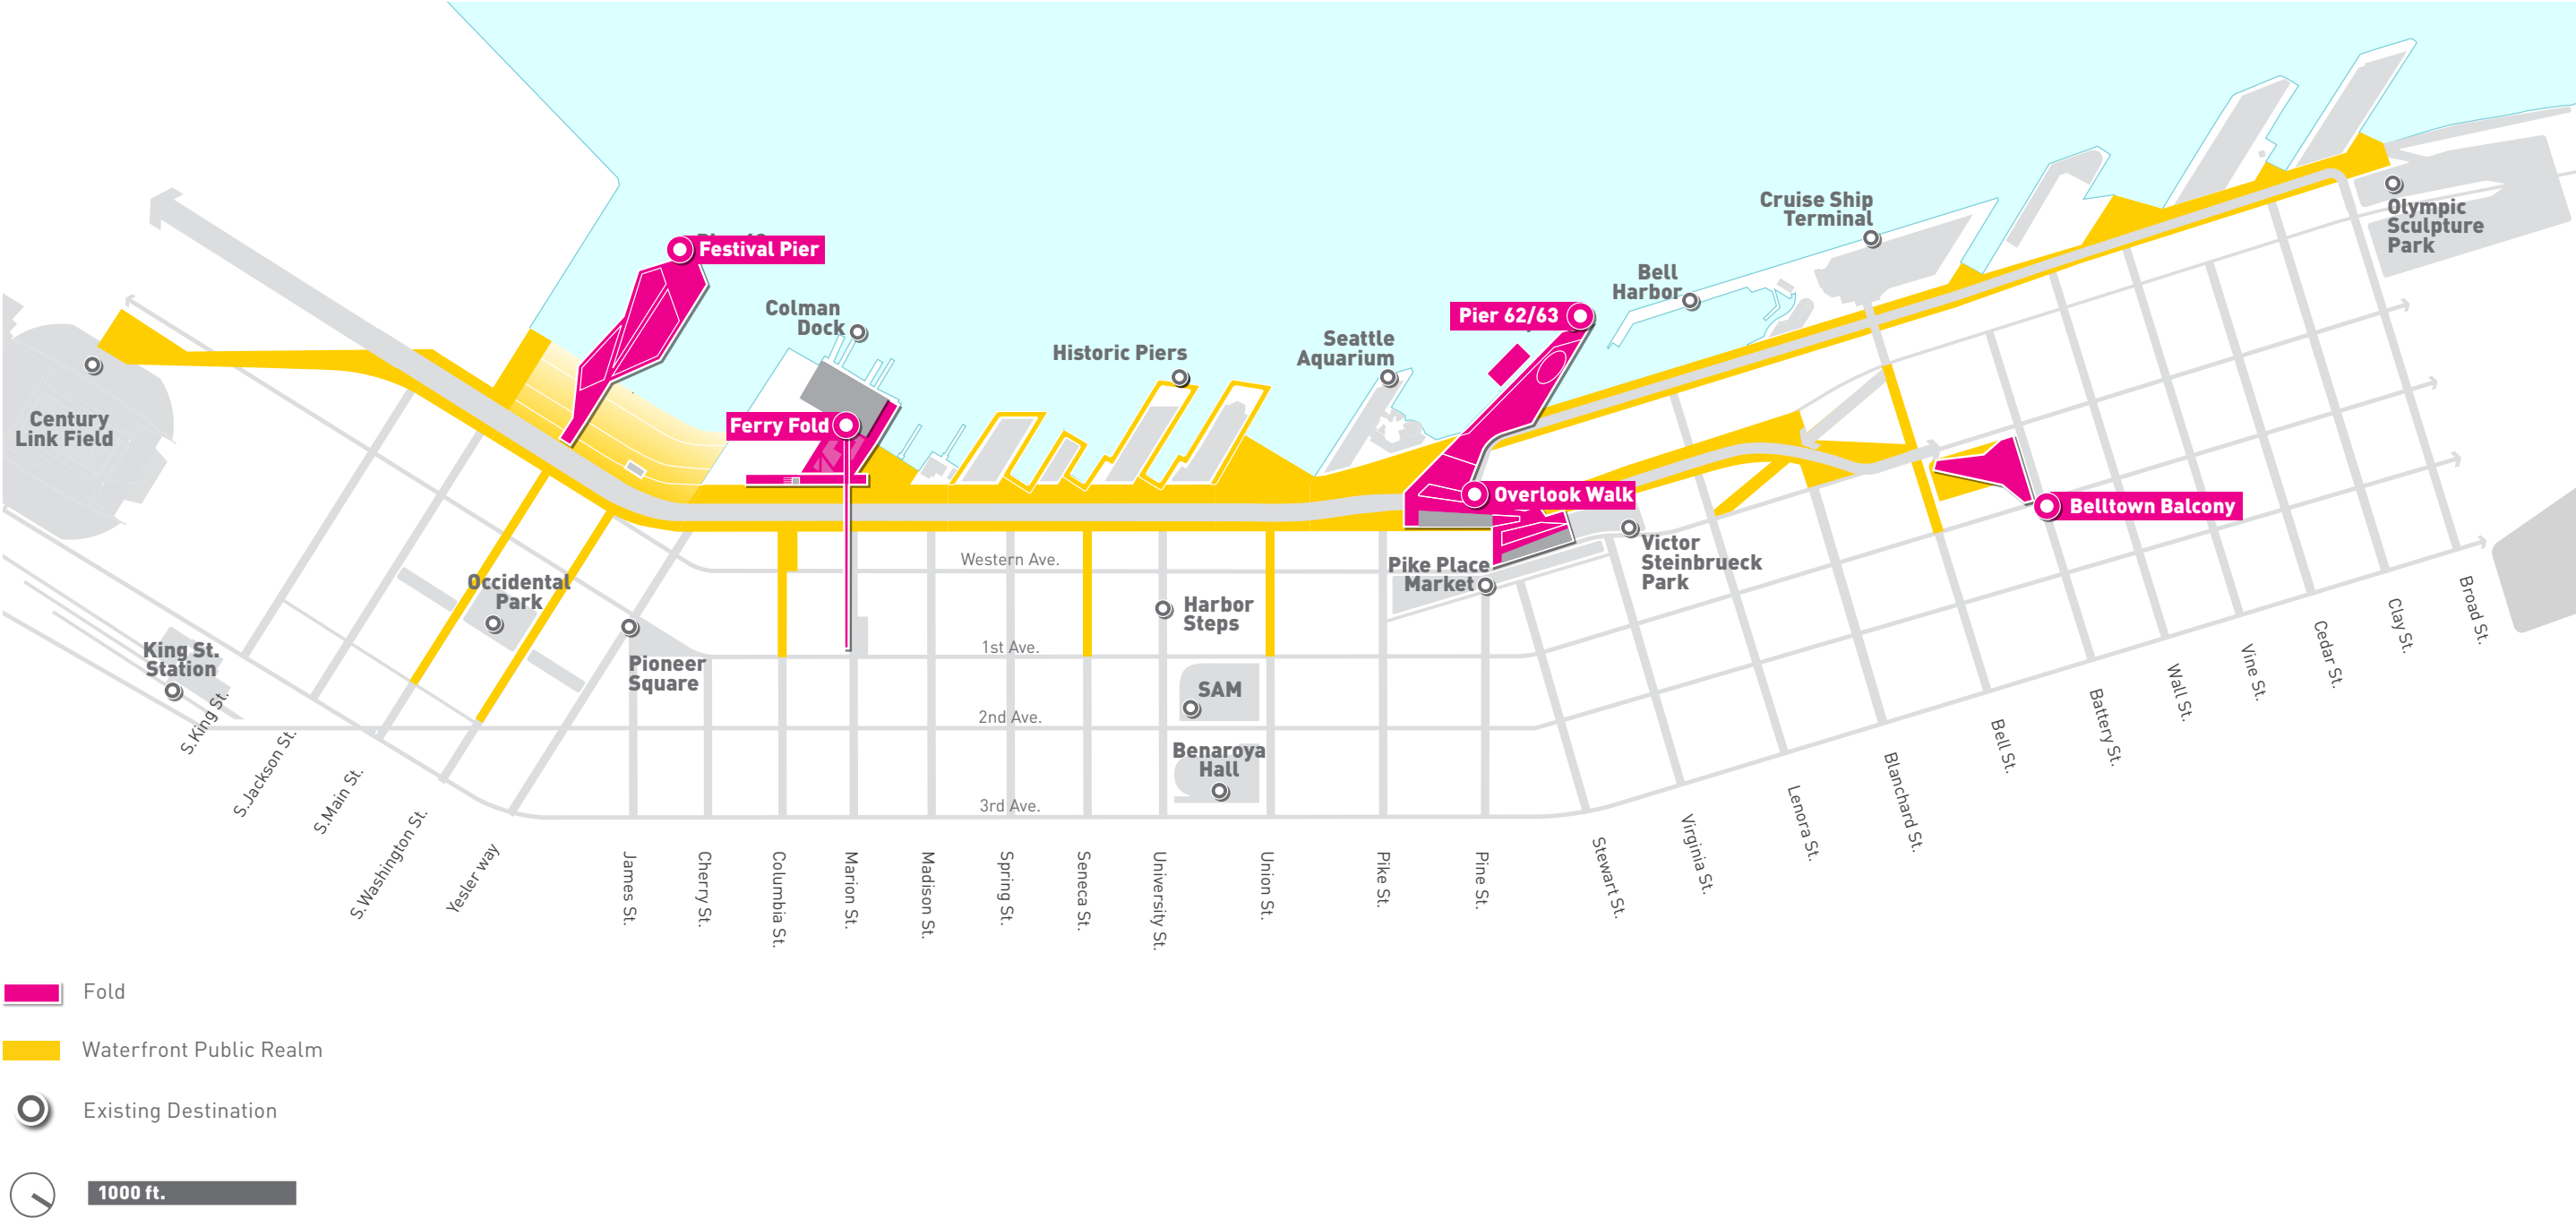 Festival Pier
Colman
Dock
Ferry Fold
Historic Piers
Seattle
Aquarium
Pier 62/63
Bell
Harbor
Cruise Ship
Terminal
Olympic
Sculpture
Park
Century
Link Field
Overlook Walk
Belltown Balcony
Victor
Steinbrueck
Park
Pike Place
Market
Occidental
Park
King St.
Station
Pioneer
Square
Harbor
Steps
SAM
Benaroya
Hall
Western Ave.
1st Ave.
2nd Ave.
3rd Ave.
S.King St.
S.Jackson St.
S.Main St.
S.Washington St.
Yesler way
James St.
Cherry St.
Columbia St.
Marion St.
Madison St.
Spring St.
Seneca St.
University St.
Union St.
Pike St.
Pine St.
Stewart St.
Virginia St.
Lenora St.
Blanchard St.
Bell St.
Battery St.
Wall St.
Vine St.
Cedar St.
Clay St.
Broad St.
Fold
Waterfront Public Realm
Existing Destination
1000 ft.